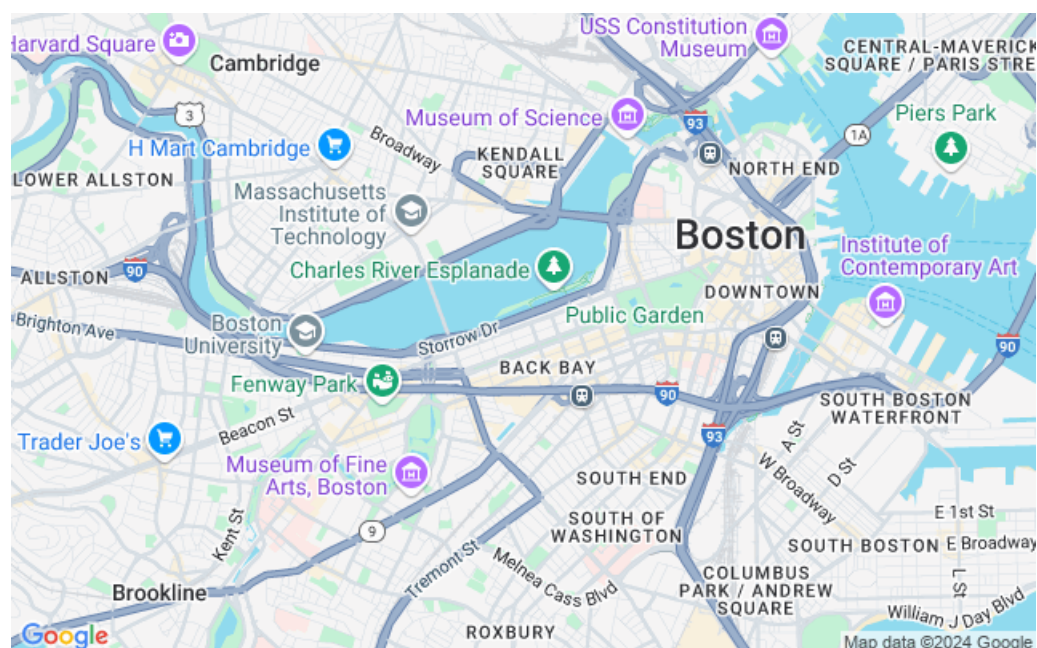 Harvard Square
USS Constitution
Museum
CENTRAL-MAVERICK
SQUARE / PARIS STRE
Cambridge
3
Museum of Science
93
Piers Park
1A
H Mart Cambridge
Broadway
KENDALL
SQUARE
NORTH END
LOWER ALLSTON
Massachusetts
Institute of
Technology
Boston
Institute of
Contemporary Art
Charles River Esplanade
ALLSTON
90
DOWNTOWN
Public Garden
Brighton Ave
Boston
University
Storrow Dr
90
BACK BAY
Fenway Park
90
SOUTH BOSTON
WATERFRONT
Beacon St
Trader Joe's
93
A St
Museum of Fine
Arts, Boston
W Broadway
D St
SOUTH END
Kent St
9
SOUTH OF
WASHINGTON
E 1st St
SOUTH BOSTON
E Broadway
Tremont St
Melnea Cass Blvd
COLUMBUS
PARK / ANDREW
SQUARE
L St
Brookline
William J Day Blvd
ROXBURY
Google
Map data ©2024 Google